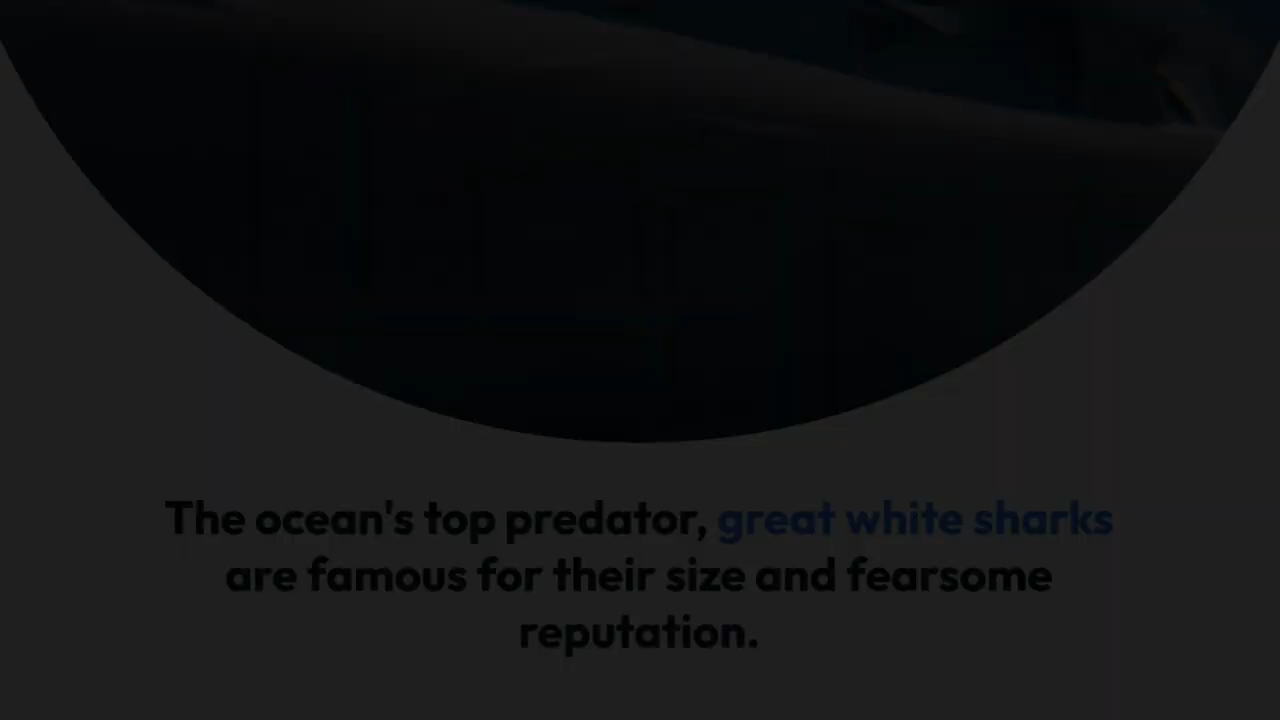 The ocean's top predator, great white sharks
are famous for their size and fearsome
reputation.